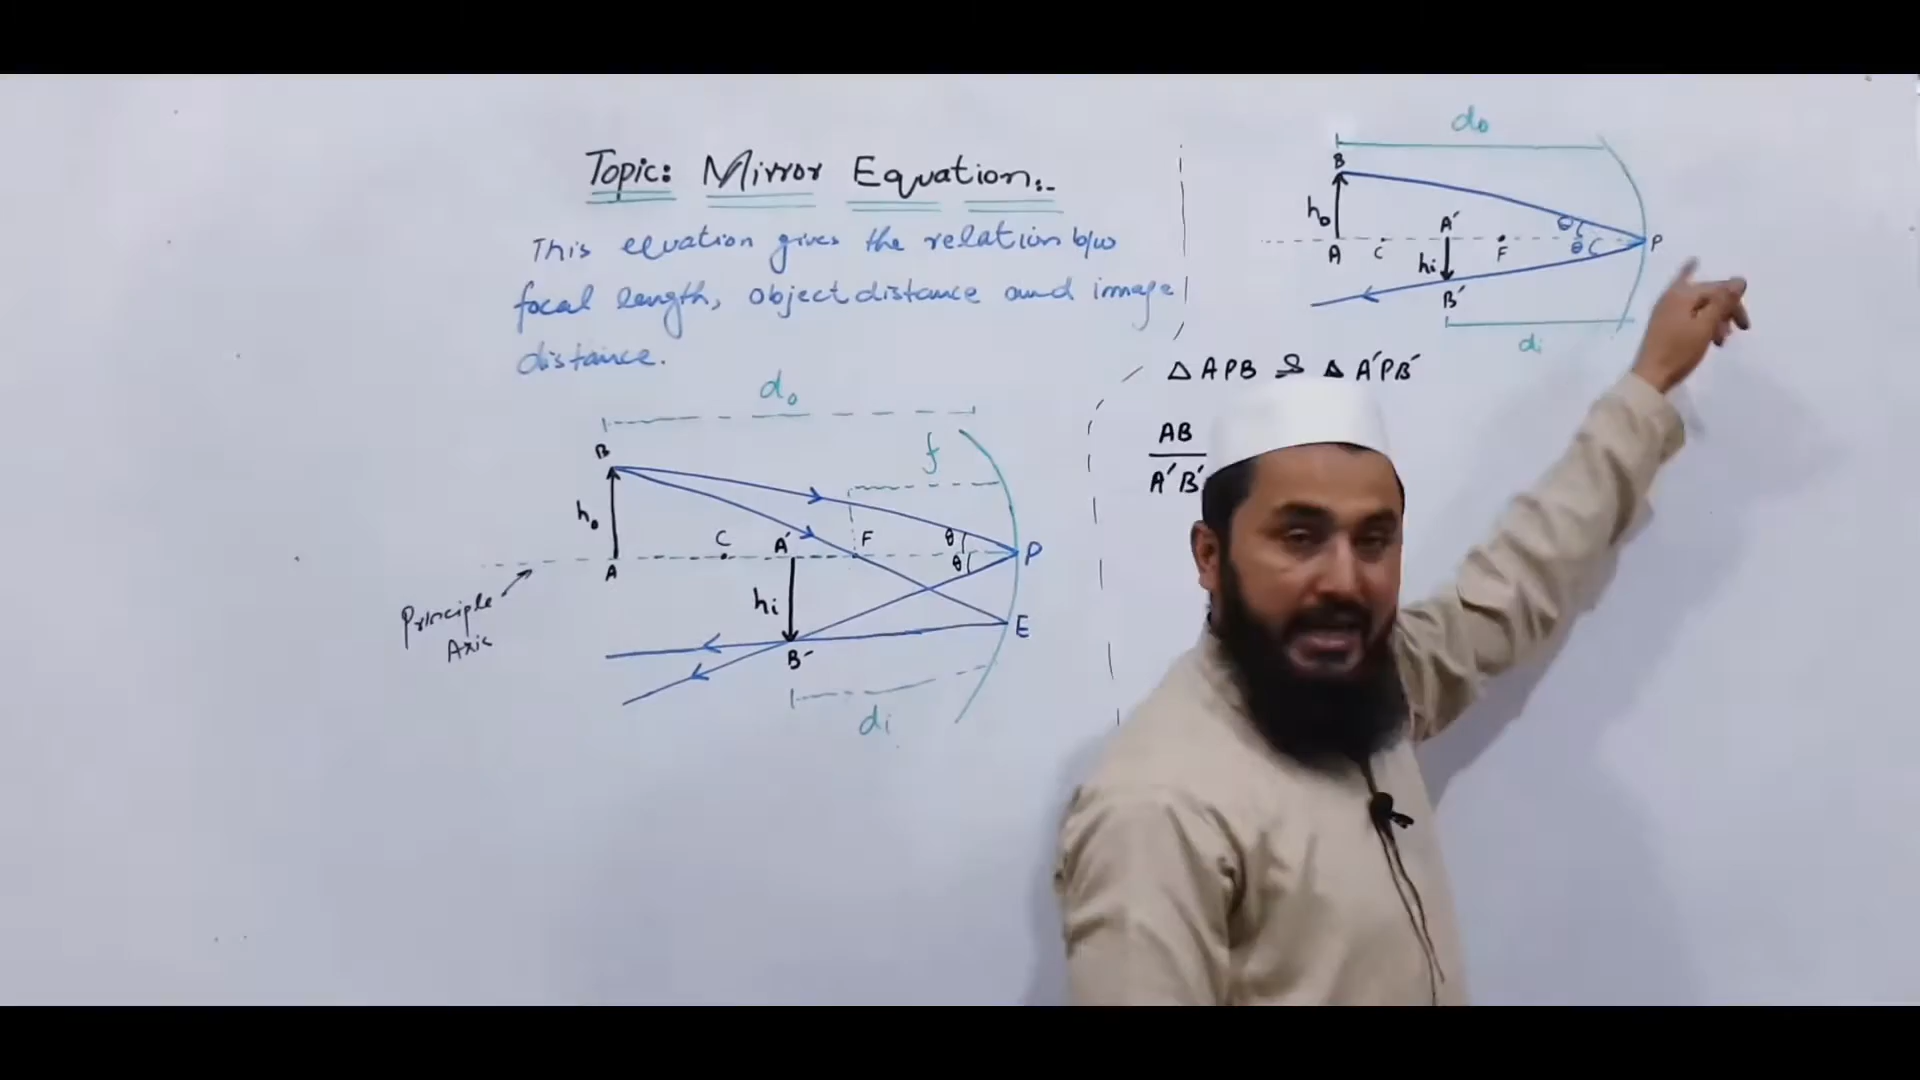 Topic: Mirror Equation:-
This equation gives the relation b/w
focal length, object distance and image
distance.
do
f
B
ho
C
A'
F
θ
θ
P
A
hi
Principle
Axis
E
B'
di
do
B
ho
A'
θ
θ
P
A
C
hi
F
B'
di
△ APB & △ A'PB'
AB
A'B'